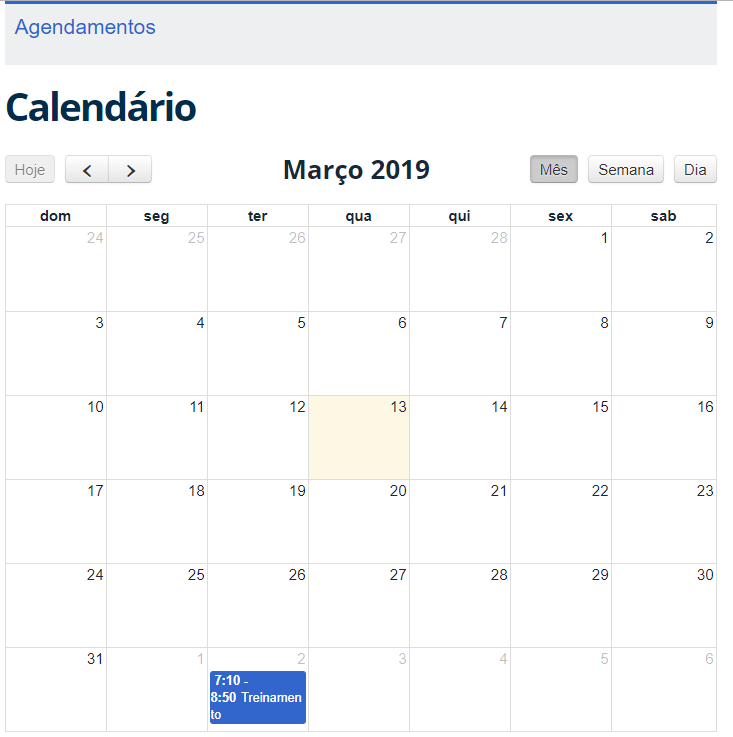 Agendamentos
Calendário
Hoje Março 2019 Mês Semana Dia
dom seg ter qua qui sex sab
24 25 26 27 28 1 2
3 4 5 6 7 8 9
10 11 12 13 14 15 16
17 18 19 20 21 22 23
24 25 26 27 28 29 30
31 1 2 3 4 5 6
7:10 -
8:50 Treinamen
to